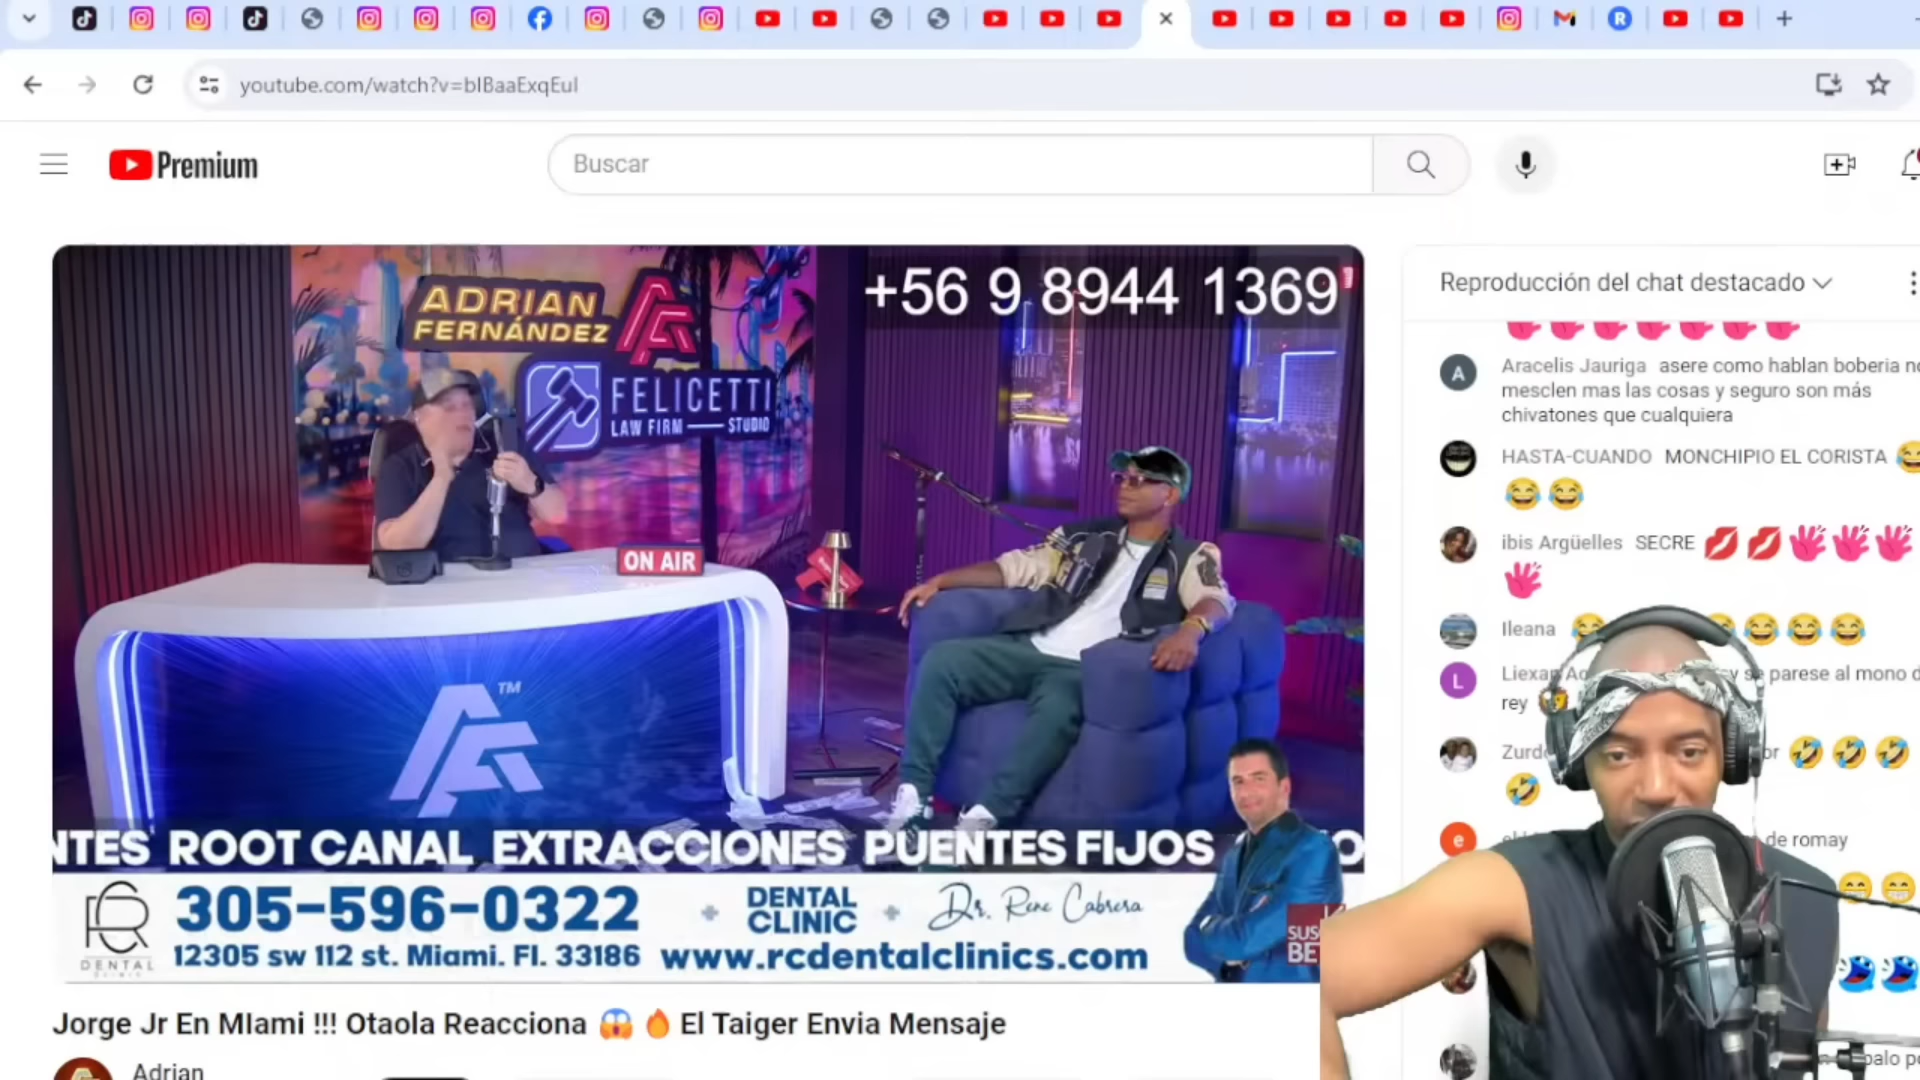 youtube.com/watch?v=blBaaExqEuI
Premium
Buscar
+56 9 8944 1369
ADRIAN
FERNÁNDEZ
FELICETTI
LAW FIRM — STUDIO
ON AIR
TM
NTES ROOT CANAL EXTRACCIONES PUENTES FIJOS
305-596-0322
DENTAL
CLINIC
Dr. Rene Cabrera
12305 sw 112 st. Miami. Fl. 33186
www.rcdentalclinics.com
DENTAL
Jorge Jr En MIami !!! Otaola Reacciona 😱 🔥 El Taiger Envia Mensaje
Adrian
Reproducción del chat destacado
Aracelis Jauriga asere como hablan boberia no
mesclen mas las cosas y seguro son más
chivatones que cualquiera
HASTA-CUANDO MONCHIPIO EL CORISTA 😂
😂 😂
ibis Argüelles SECRE 💋 💋
Ileana
parese al mono d
rey
de romay
palo